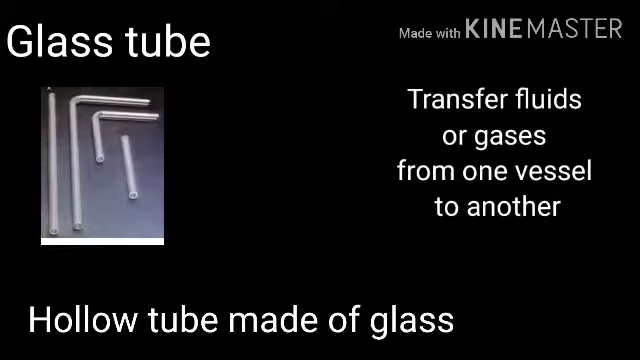 Glass tube
Made with KINEMASTER
Transfer fluids
or gases
from one vessel
to another
Hollow tube made of glass